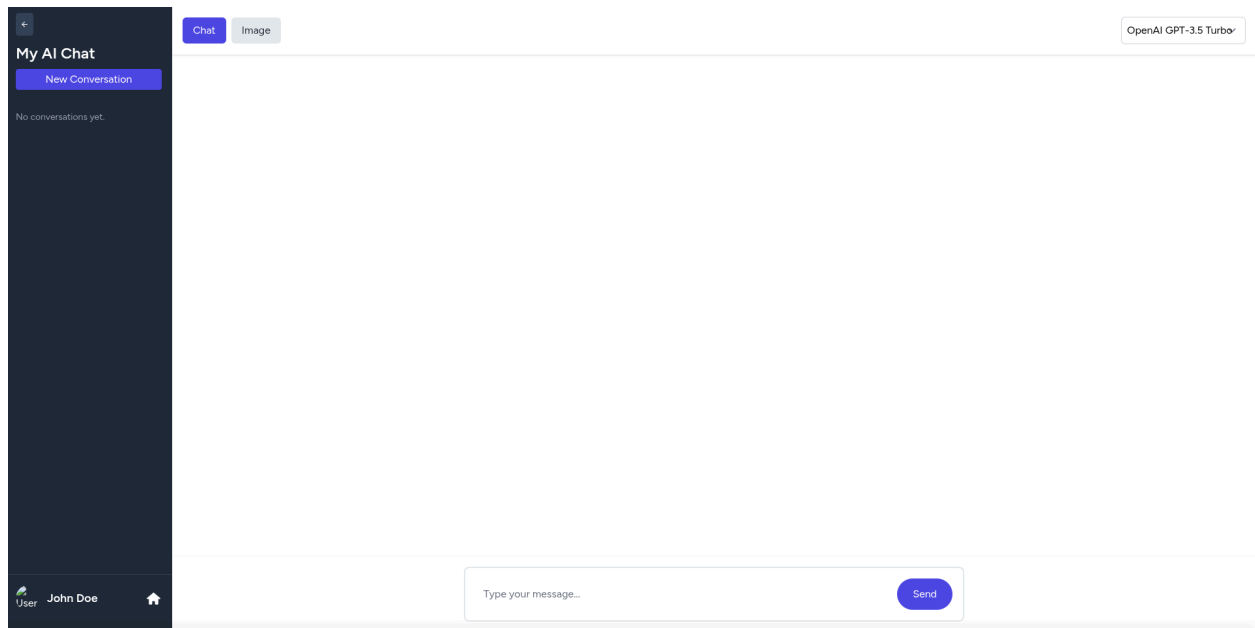 My AI Chat
New Conversation
No conversations yet.
User
John Doe
Chat
Image
OpenAI GPT-3.5 Turbo
Type your message...
Send